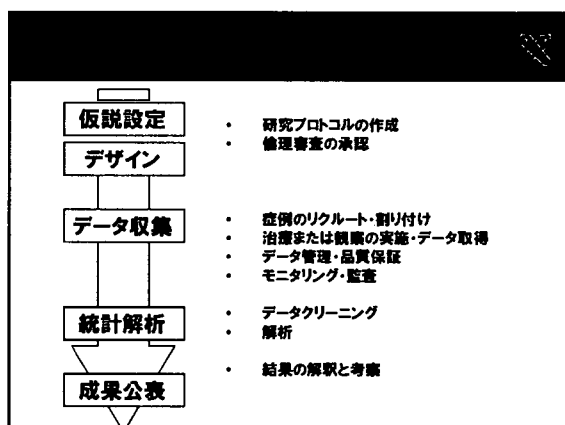 仮説設定
・ 研究プロトコルの作成
・ 倫理審査の承認
デザイン
データ収集
・ 症例のリクルート・割り付け
・ 治療または観察の実施・データ取得
・ データ管理・品質保証
・ モニタリング・監査
統計解析
・ データクリーニング
・ 解析
成果公表
・ 結果の解釈と考察